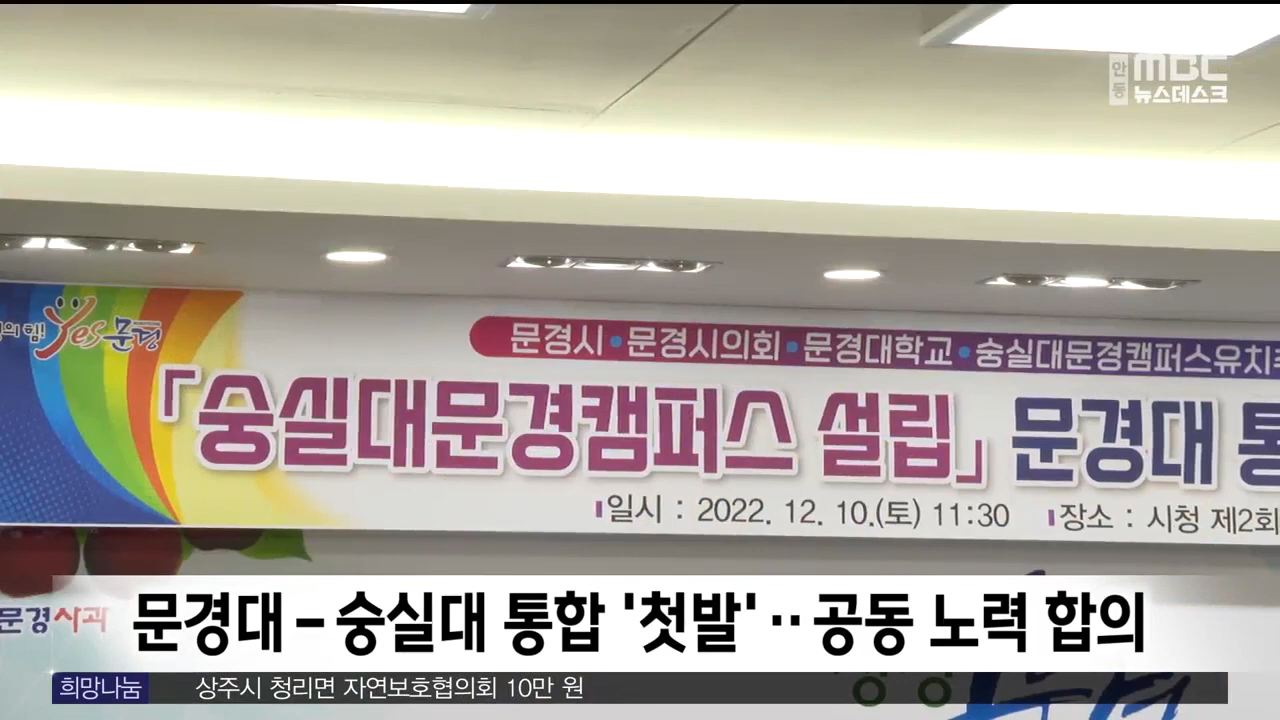 안동 MBC
뉴스데스크
의 힘! Yes 문경
문경시•문경시의회•문경대학교•숭실대문경캠퍼스유치
「숭실대문경캠퍼스 설립」 문경대 통
일시 : 2022. 12. 10.(토) 11:30
장소 : 시청 제2회
문경사과
문경대-숭실대 통합 '첫발'··공동 노력 합의
희망나눔 상주시 청리면 자연보호협의회 10만 원